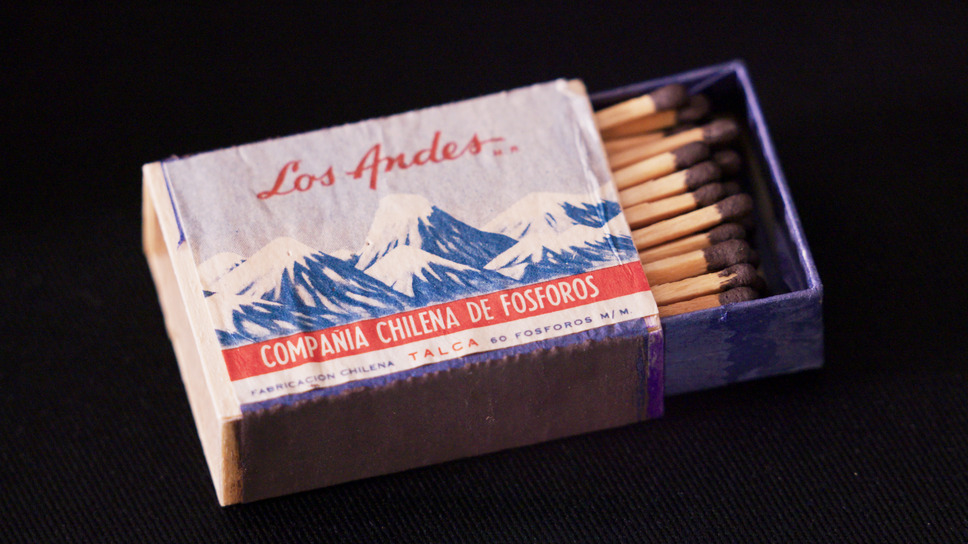 Los Andes
M.R.
COMPAÑIA CHILENA DE FOSFOROS
FABRICACION CHILENA TALCA 60 FOSFOROS M/M.